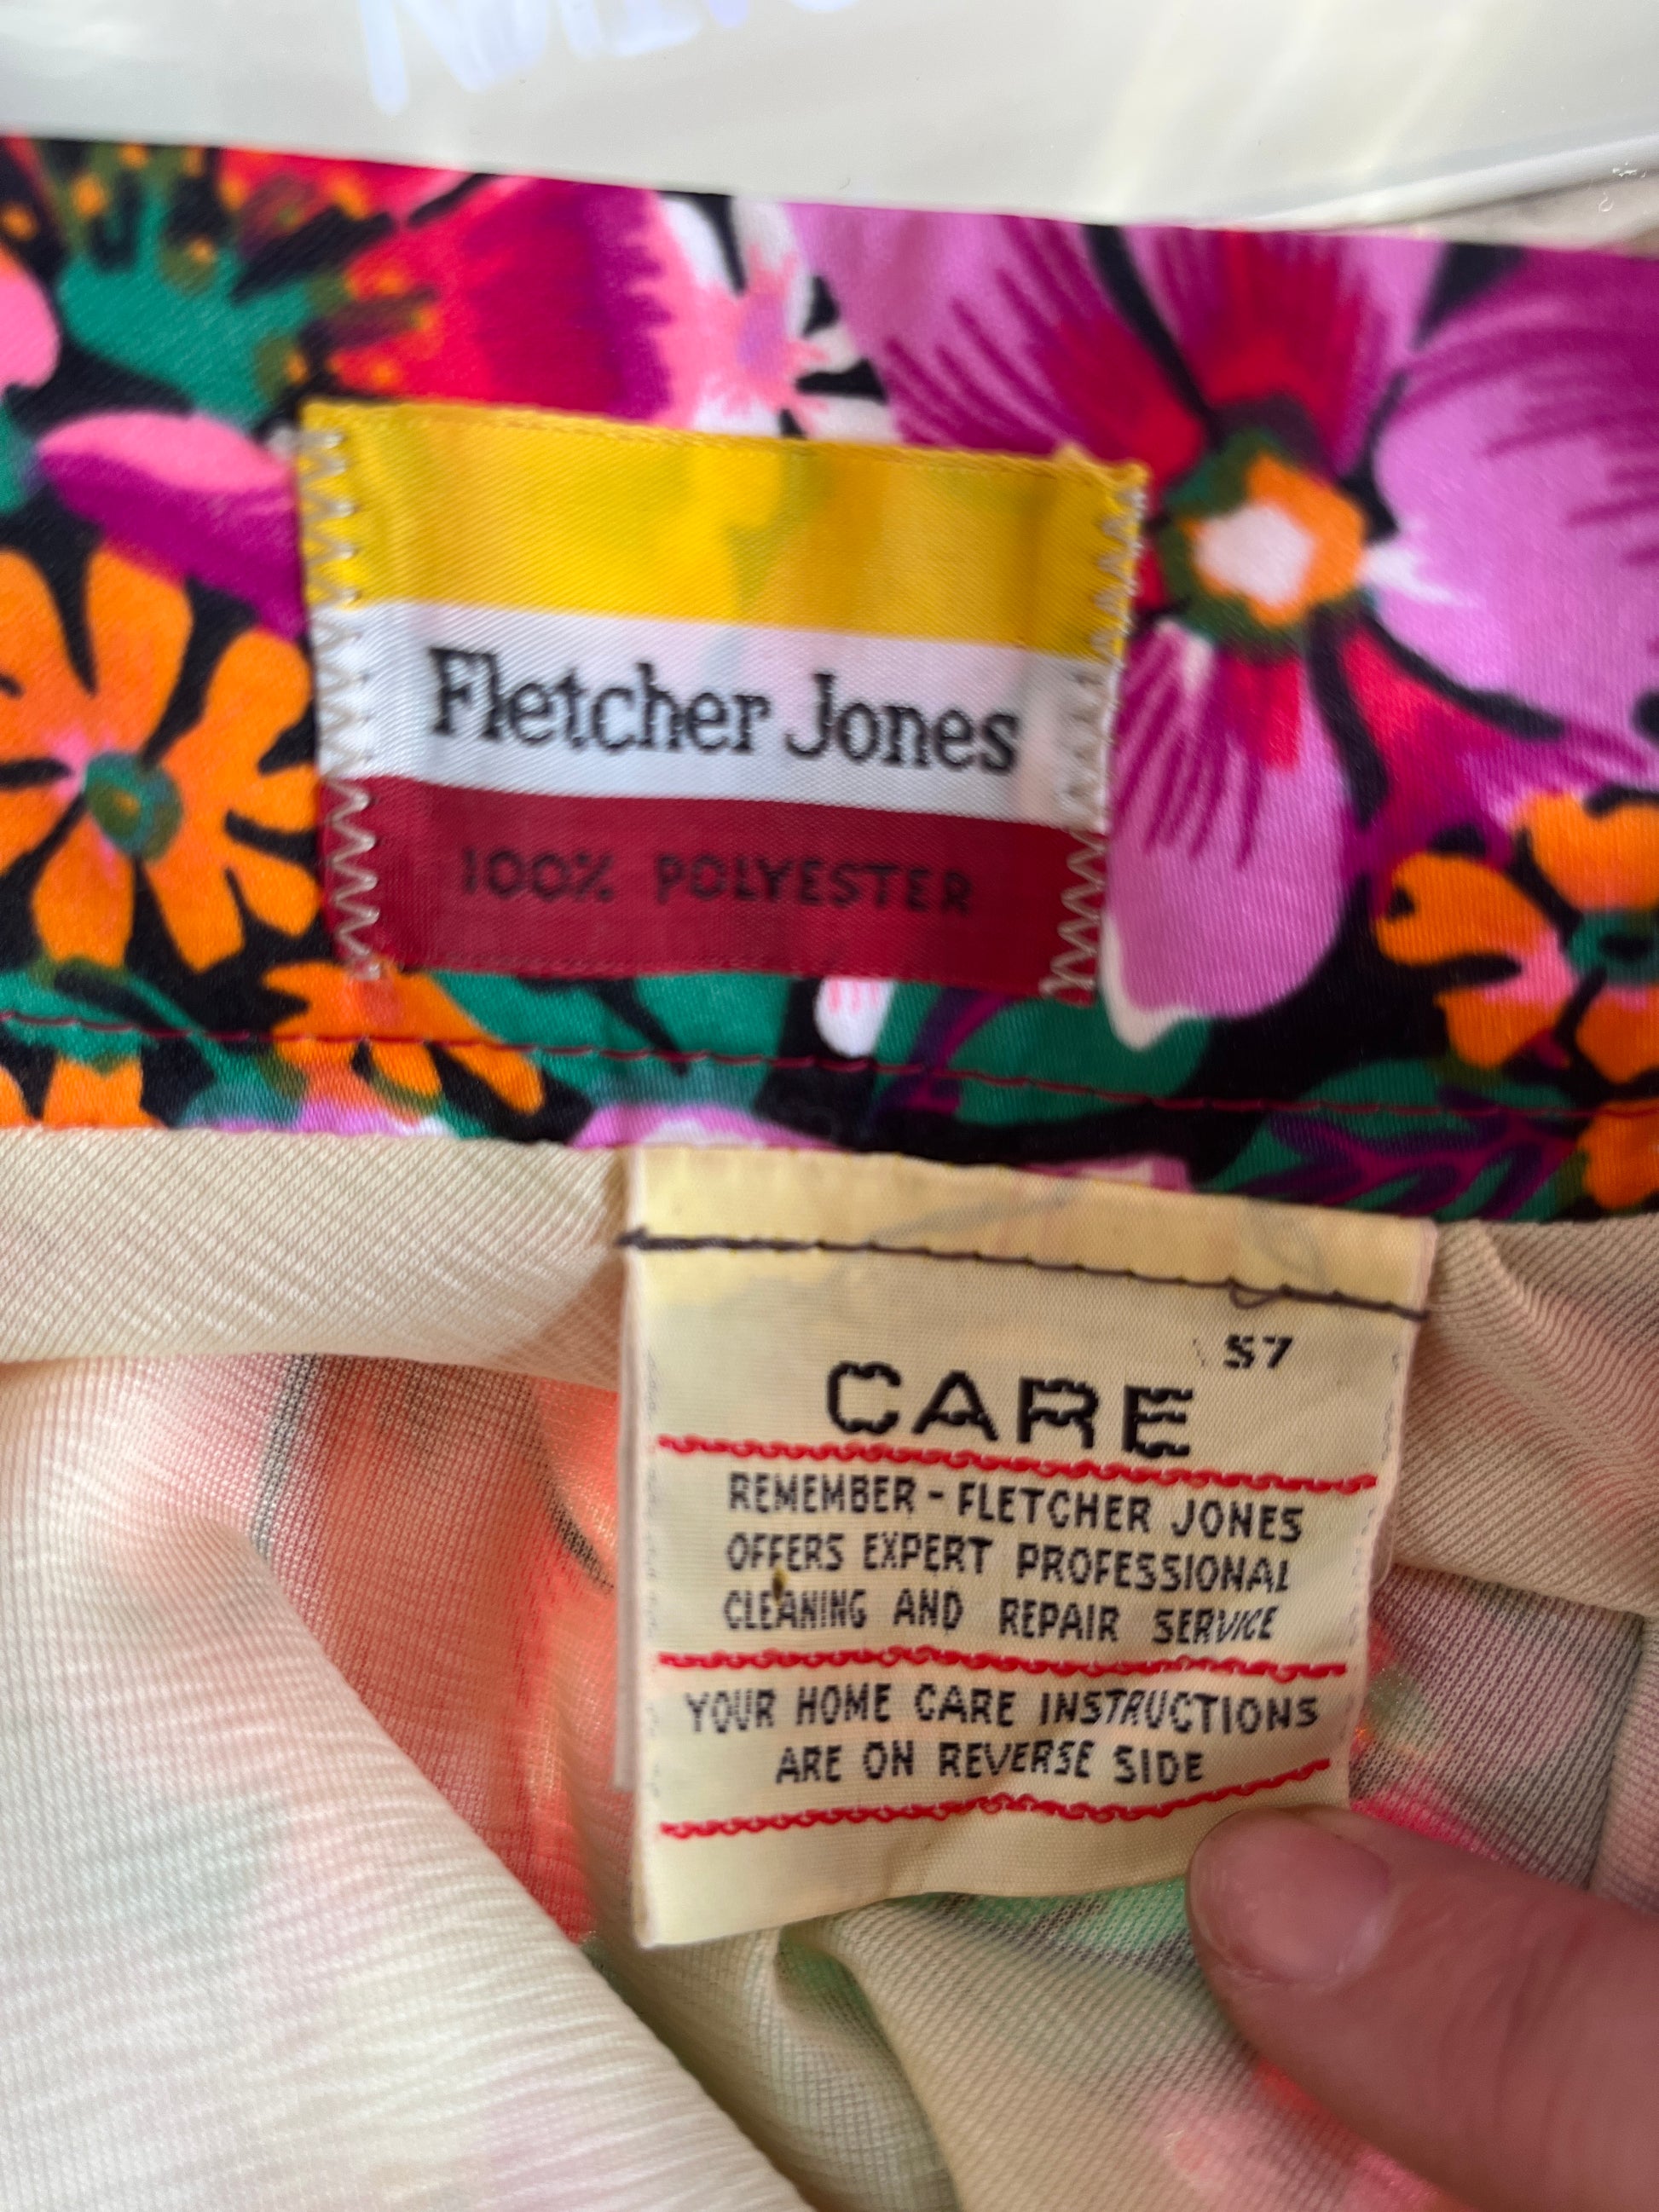 Fletcher Jones
100% POLYESTER
S7
CARE
REMEMBER - FLETCHER JONES
OFFERS EXPERT PROFESSIONAL
CLEANING AND REPAIR SERVICE
YOUR HOME CARE INSTRUCTIONS
ARE ON REVERSE SIDE